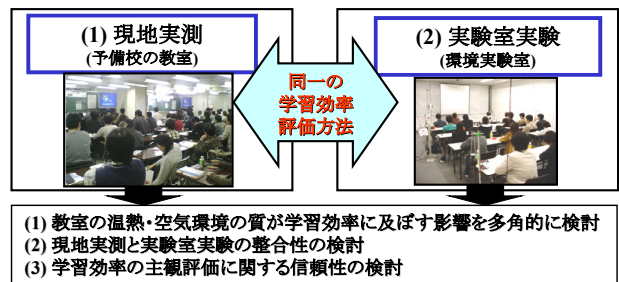 (1) 現地実測
(予備校の教室)
同一の
学習効率
評価方法
(2) 実験室実験
(環境実験室)
(1) 教室の温熱・空気環境の質が学習効率に及ぼす影響を多角的に検討
(2) 現地実測と実験室実験の整合性の検討
(3) 学習効率の主観評価に関する信頼性の検討